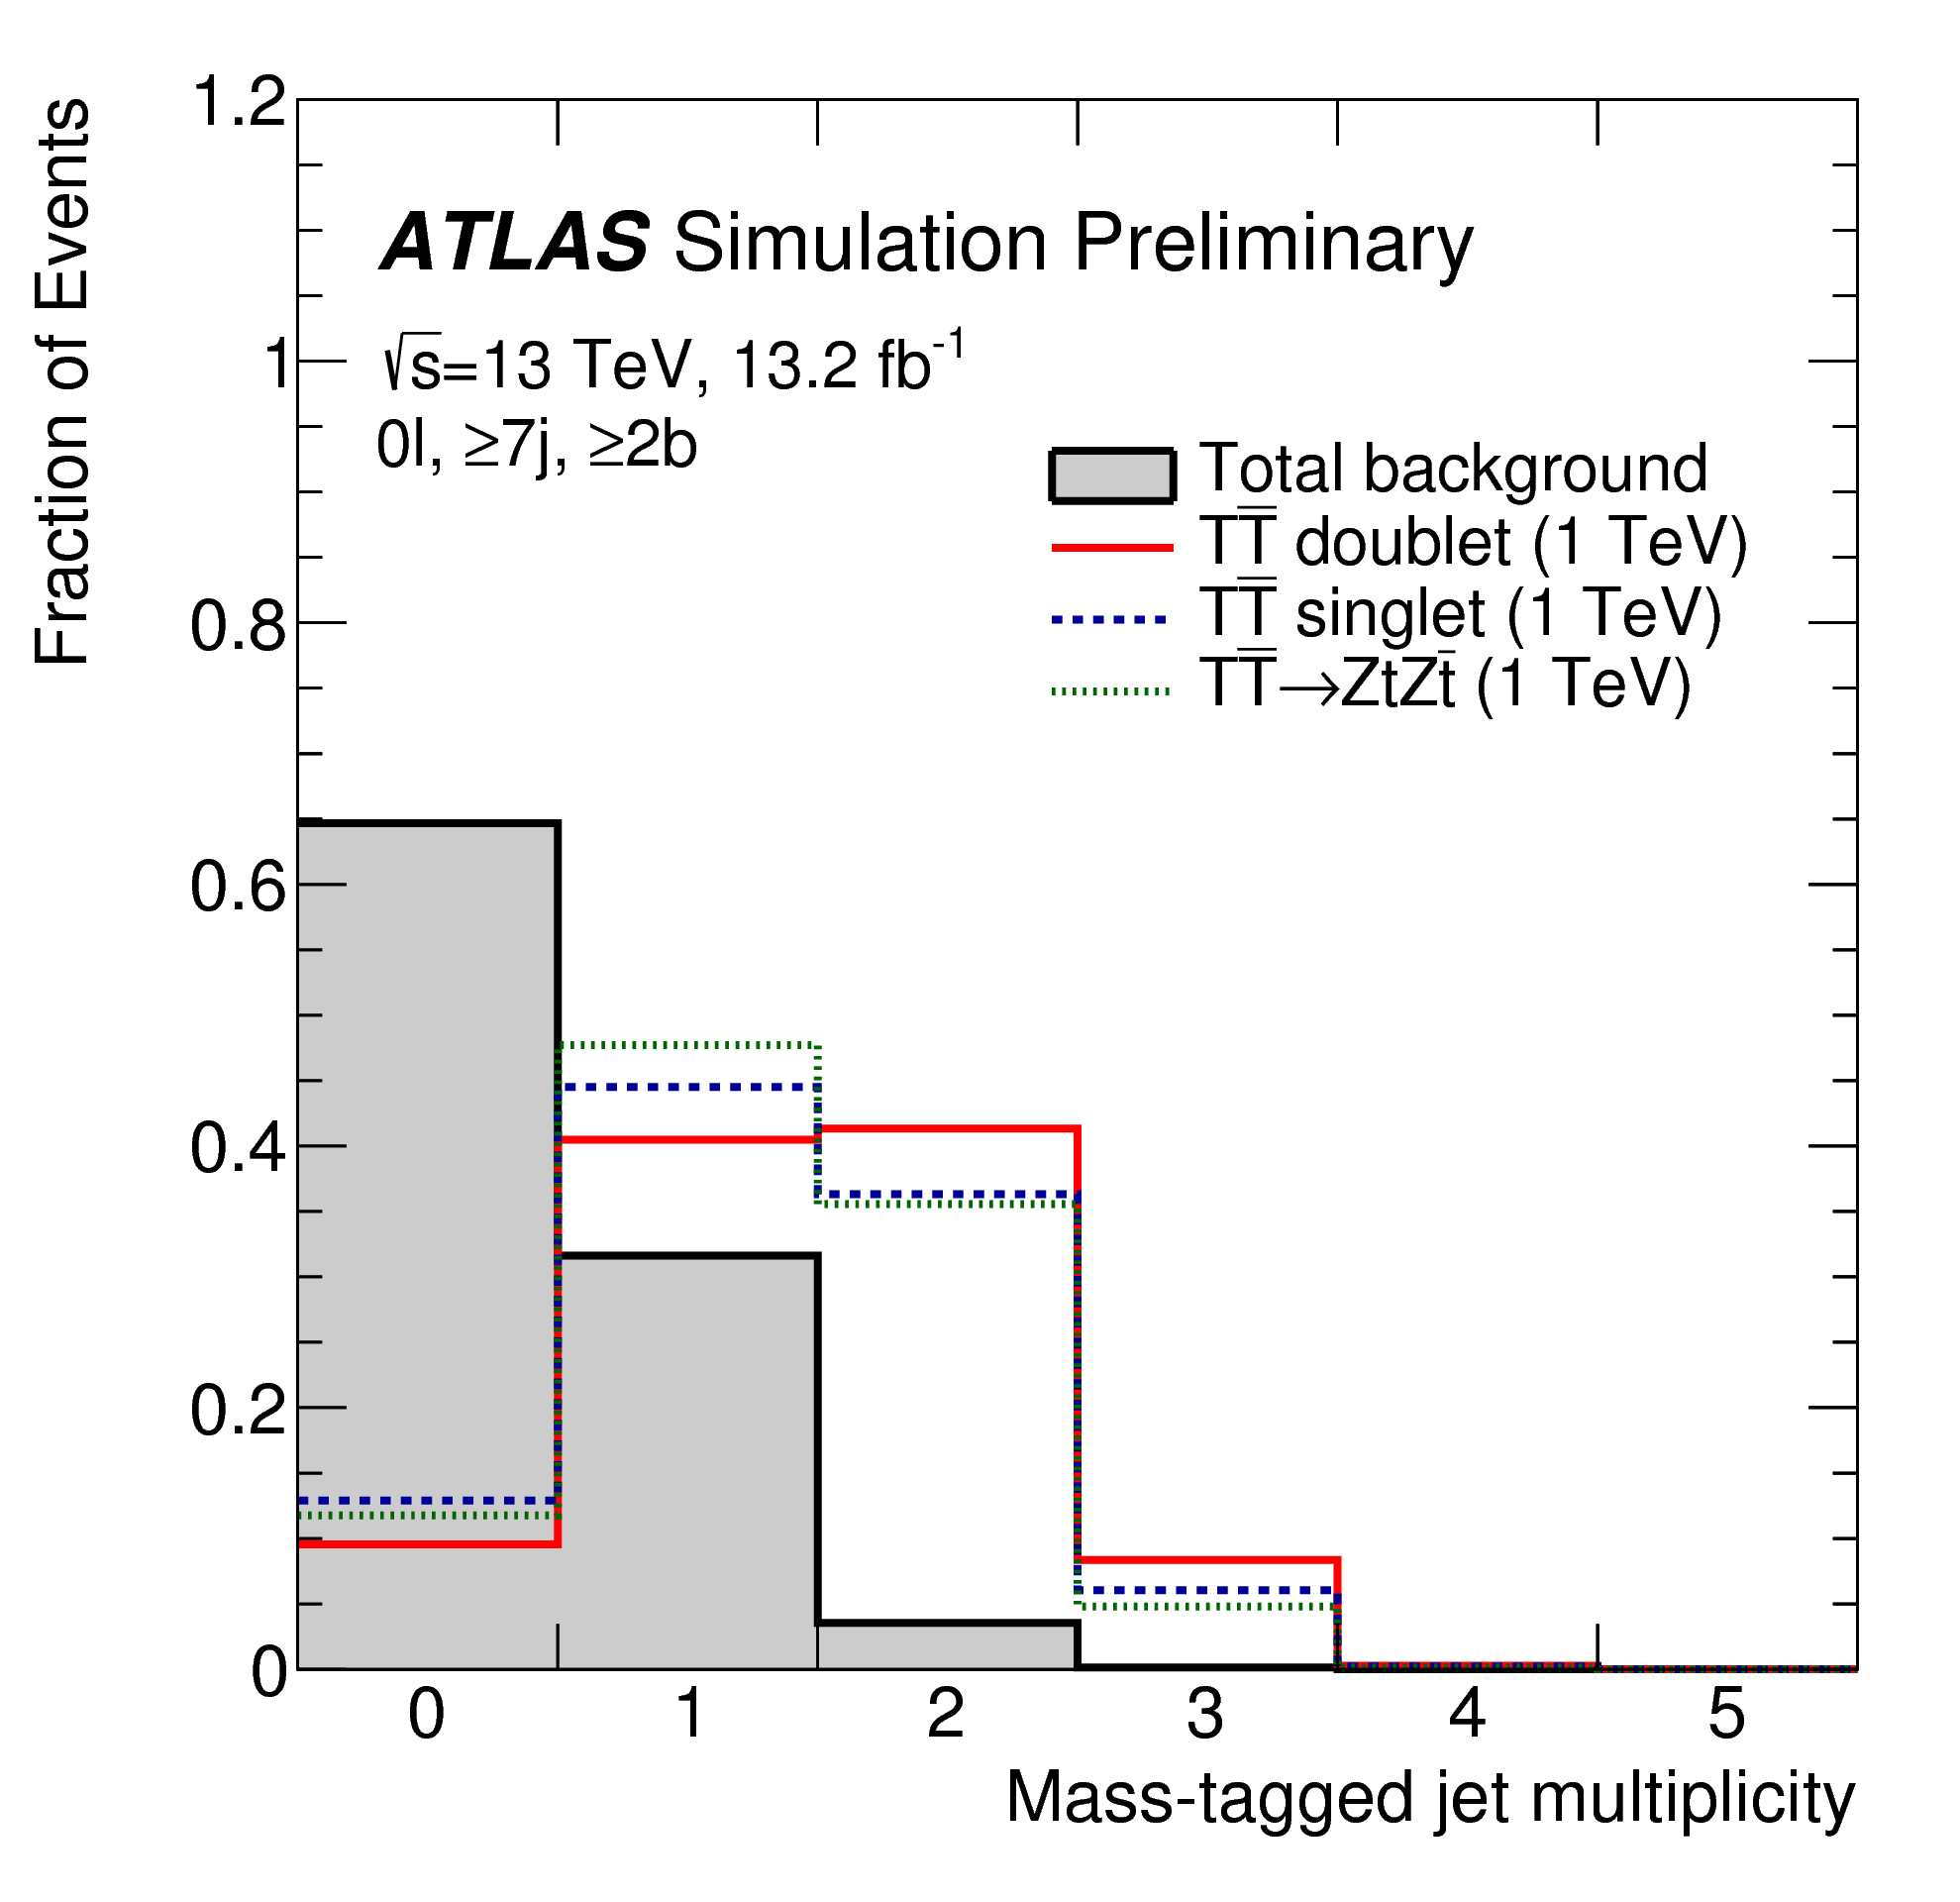 Fraction of Events
1.2
1
0.8
0.6
0.4
0.2
0
ATLAS Simulation Preliminary
√s=13 TeV, 13.2 fb⁻¹
0l, ≥7j, ≥2b
Total background
TT̅ doublet (1 TeV)
TT̅ singlet (1 TeV)
TT̅→ZtZt̅ (1 TeV)
0 1 2 3 4 5
Mass-tagged jet multiplicity